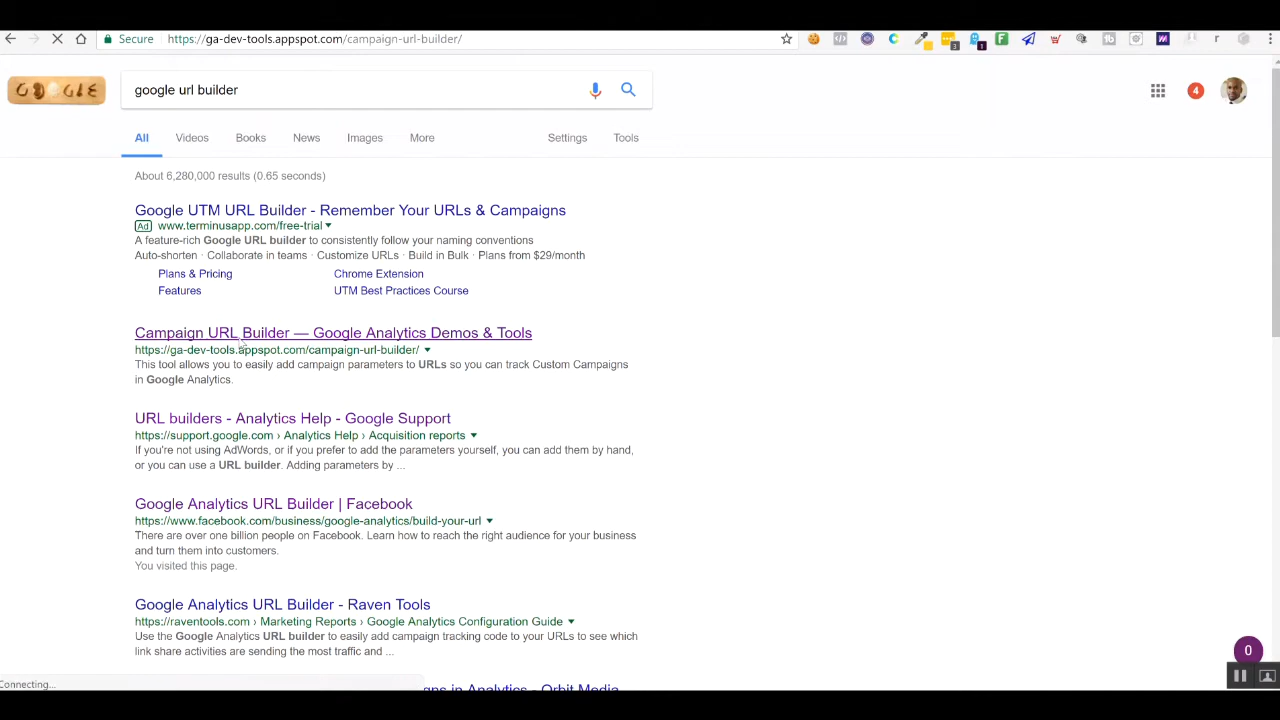 Secure https://ga-dev-tools.appspot.com/campaign-url-builder/
3
1
GOOGLE
google url builder
4
All Videos Books News Images More Settings Tools
About 6,280,000 results (0.65 seconds)
Google UTM URL Builder - Remember Your URLs & Campaigns
Ad www.terminusapp.com/free-trial
A feature-rich Google URL builder to consistently follow your naming conventions
Auto-shorten · Collaborate in teams · Customize URLs · Build in Bulk · Plans from $29/month
Plans & Pricing Chrome Extension
Features UTM Best Practices Course
Campaign URL Builder — Google Analytics Demos & Tools
https://ga-dev-tools.appspot.com/campaign-url-builder/
This tool allows you to easily add campaign parameters to URLs so you can track Custom Campaigns
in Google Analytics.
URL builders - Analytics Help - Google Support
https://support.google.com › Analytics Help › Acquisition reports
If you're not using AdWords, or if you prefer to add the parameters yourself, you can add them by hand,
or you can use a URL builder. Adding parameters by ...
Google Analytics URL Builder | Facebook
https://www.facebook.com/business/google-analytics/build-your-url
There are over one billion people on Facebook. Learn how to reach the right audience for your business
and turn them into customers.
You visited this page.
Google Analytics URL Builder - Raven Tools
https://raventools.com › Marketing Reports › Google Analytics Configuration Guide
Use the Google Analytics URL builder to easily add campaign tracking code to your URLs to see which
link share activities are sending the most traffic and ...
0
Connecting...
in Analytics - Orbit Media